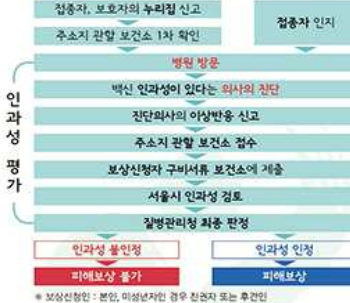 접종자, 보호자의 누리집 신고
접종자 인지
주소지 관할 보건소 1차 확인
병원 방문
백신 인과성이 있다는 의사의 진단
진단의사의 이상반응 신고
주소지 관할 보건소 접수
보상신청자 구비서류 보건소에 제출
서울시 인과성 검토
질병관리청 최종 판정
인과성 평가
인과성 불인정
인과성 인정
피해보상 불가
피해보상
※ 보상신청인 : 본인, 미성년자인 경우 친권자 또는 후견인